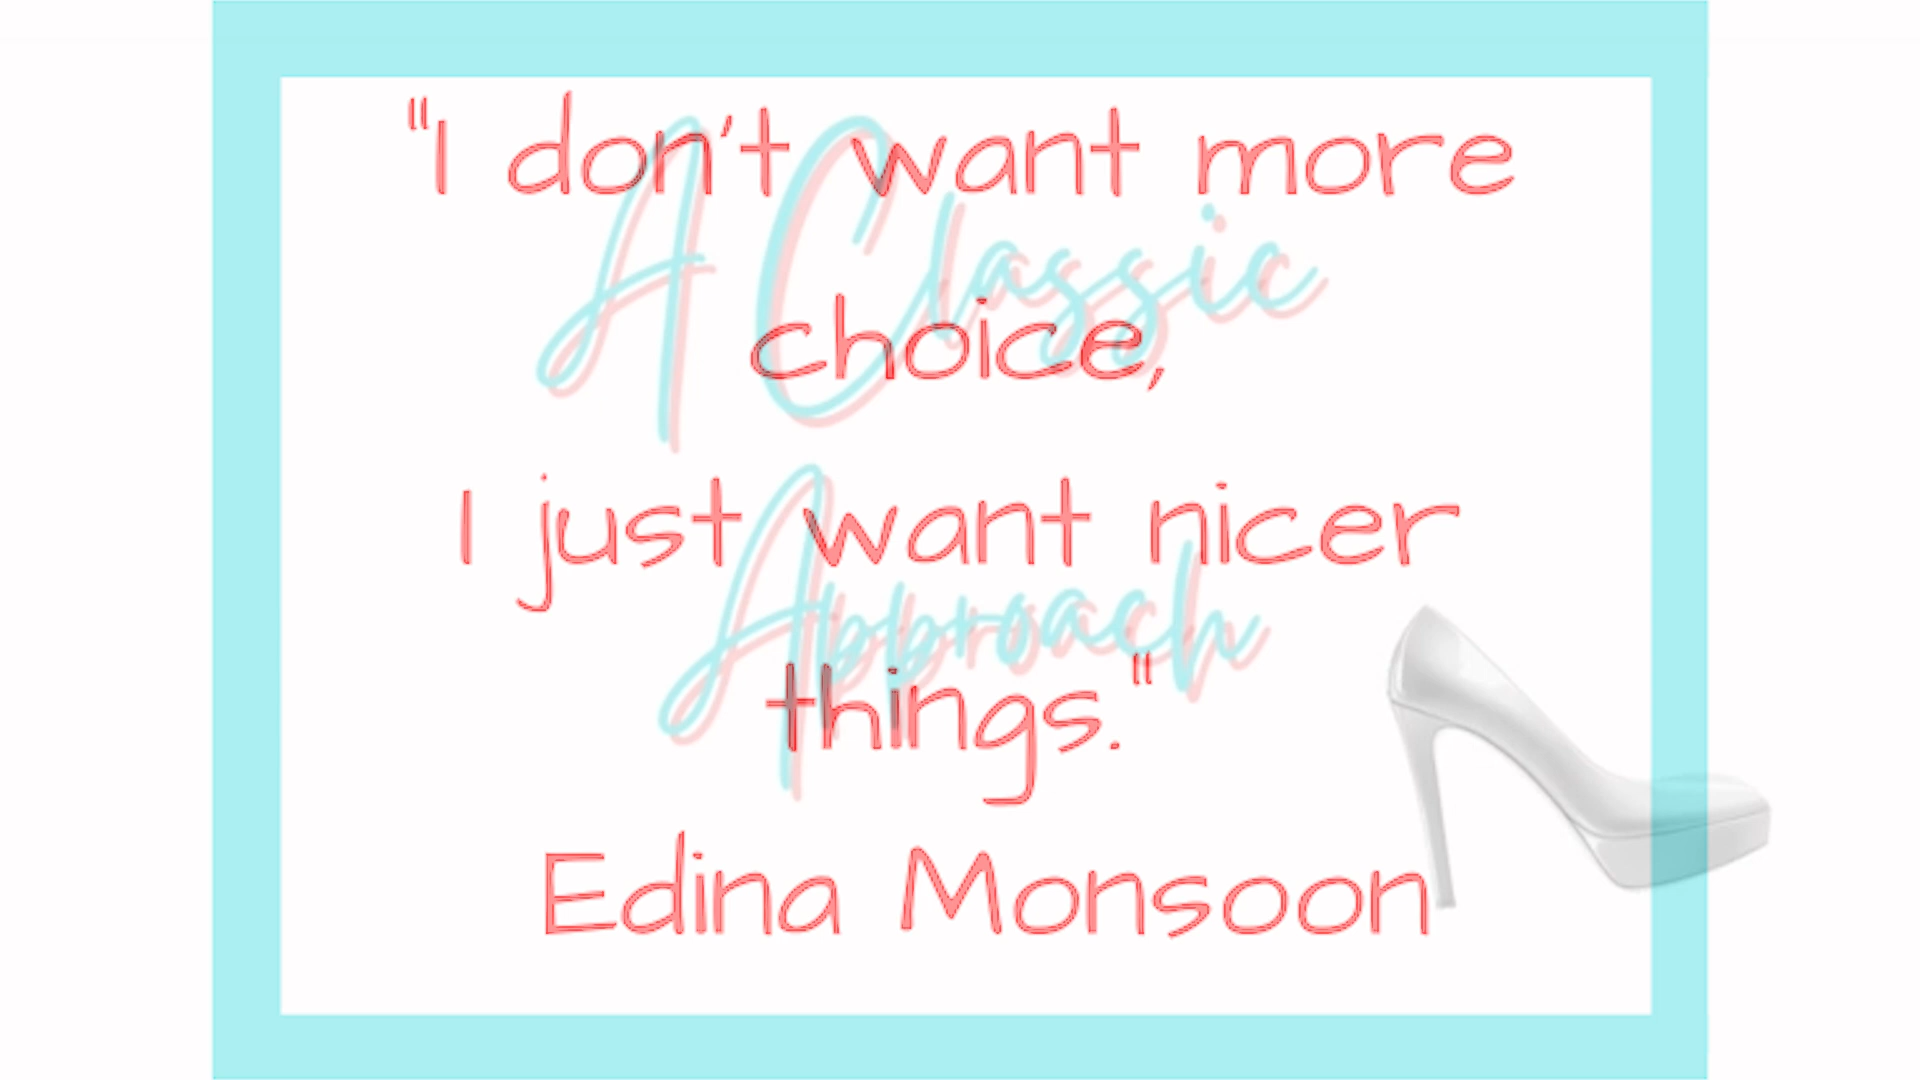 "I don't want more
A Classic
choice,
I just want nicer
Approach
things."
Edina Monsoon